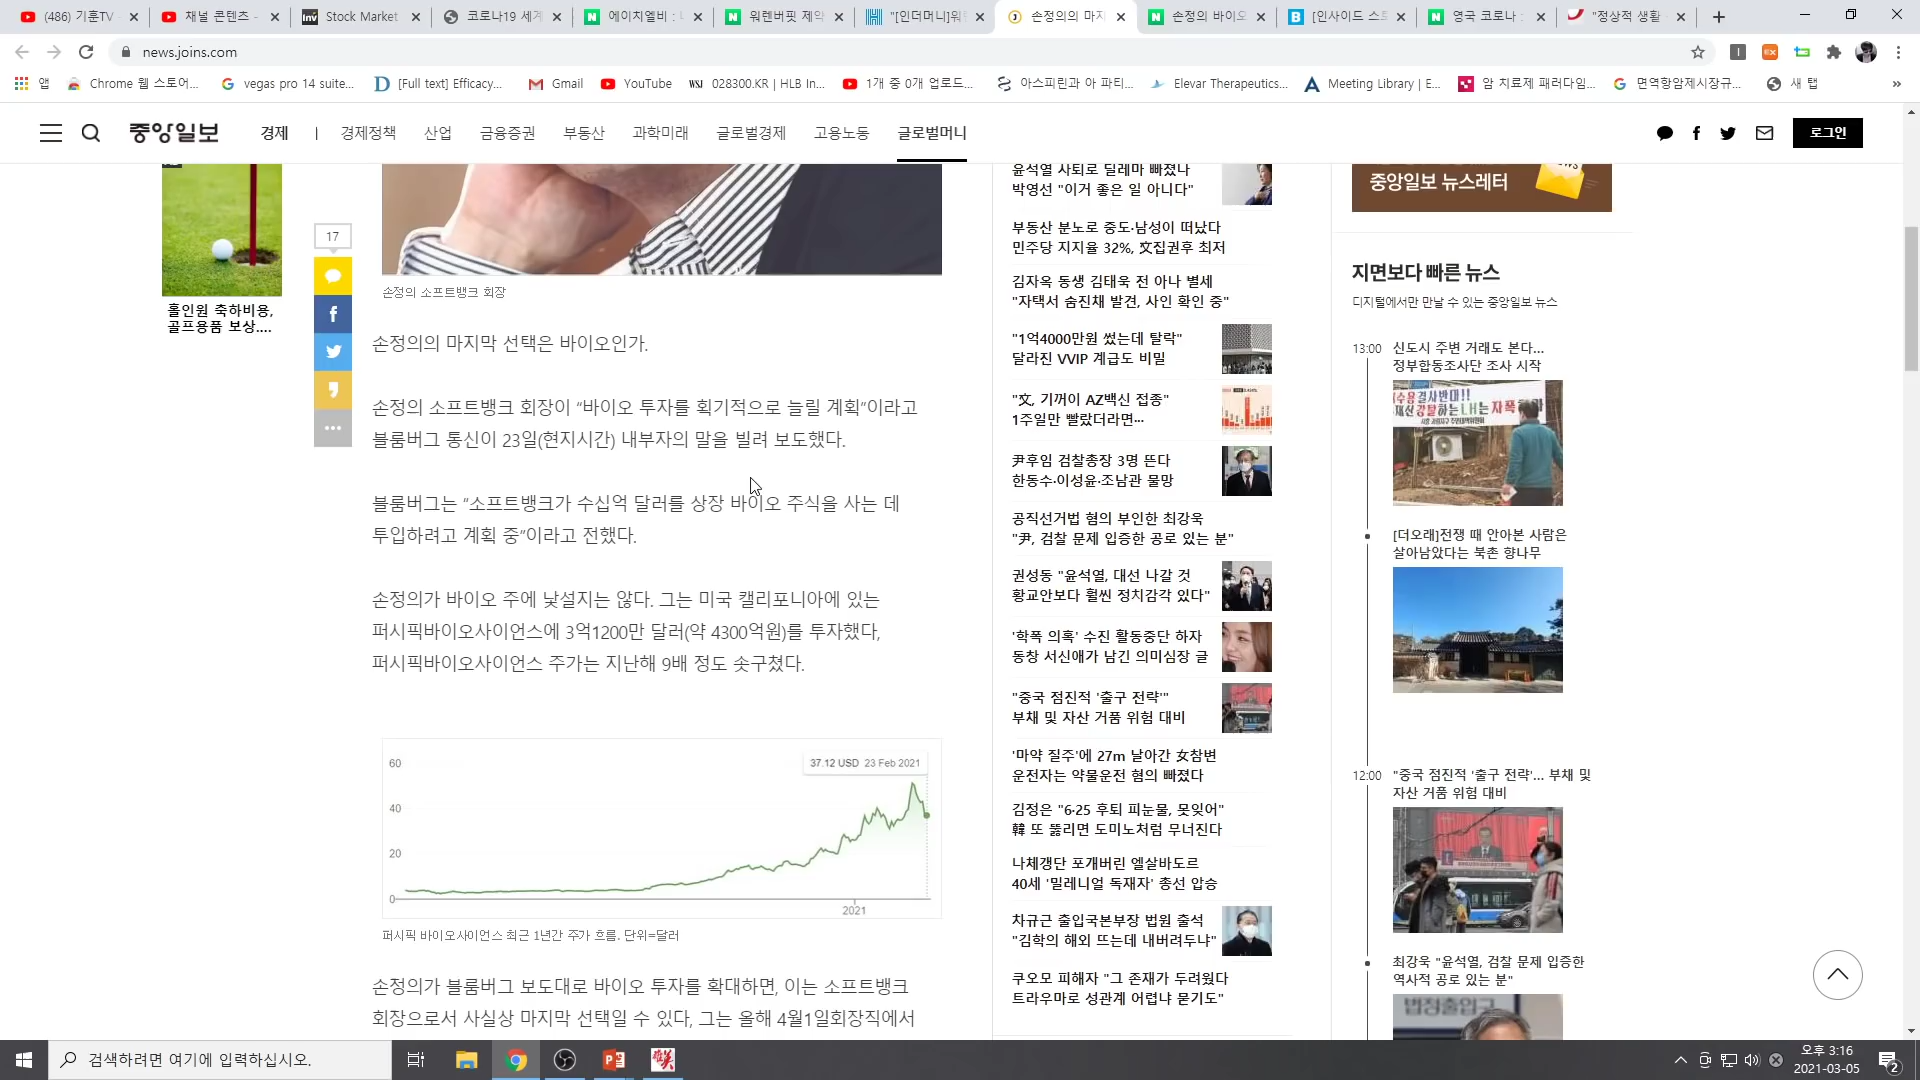 (486) 기훈TV -
채널 콘텐츠 -
Stock Market
코로나19 세계
에이치엘비 :
워렌버핏 제약
"[인더머니]워
손정의의 마지
손정의 바이오
[인사이드 스
영국 코로나 :
"정상적 생활
news.joins.com
앱
Chrome 웹 스토어...
vegas pro 14 suite...
[Full text] Efficacy...
Gmail
YouTube
WSJ 028300.KR | HLB In...
1개 중 0개 업로드...
아스피린과 아 파티...
Elevar Therapeutics...
Meeting Library | E...
암 치료제 패러다임...
면역항암제시장규...
새 탭
»
중앙일보
경제 | 경제정책 산업 금융증권 부동산 과학미래 글로벌경제 고용노동 글로벌머니
로그인
홀인원 축하비용,
골프용품 보상....
17
손정의 소프트뱅크 회장
손정의의 마지막 선택은 바이오인가.
손정의 소프트뱅크 회장이 “바이오 투자를 획기적으로 늘릴 계획”이라고
블룸버그 통신이 23일(현지시간) 내부자의 말을 빌려 보도했다.
블룸버그는 “소프트뱅크가 수십억 달러를 상장 바이오 주식을 사는 데
투입하려고 계획 중”이라고 전했다.
손정의가 바이오 주에 낯설지는 않다. 그는 미국 캘리포니아에 있는
퍼시픽바이오사이언스에 3억1200만 달러(약 4300억원)를 투자했다,
퍼시픽바이오사이언스 주가는 지난해 9배 정도 솟구쳤다.
60
37.12 USD 23 Feb 2021
40
20
0
2021
퍼시픽 바이오사이언스 최근 1년간 주가 흐름. 단위=달러
손정의가 블룸버그 보도대로 바이오 투자를 확대하면, 이는 소프트뱅크
회장으로서 사실상 마지막 선택일 수 있다, 그는 올해 4월1일회장직에서
윤석열 사퇴로 딜레마 빠졌나
박영선 "이거 좋은 일 아니다"
부동산 분노로 중도·남성이 떠났다
민주당 지지율 32%, 文집권후 최저
김자옥 동생 김태욱 전 아나 별세
"자택서 숨진채 발견, 사인 확인 중"
"1억4000만원 썼는데 탈락"
달라진 VVIP 계급도 비밀
"文, 기꺼이 AZ백신 접종"
1주일만 빨랐더라면…
尹후임 검찰총장 3명 뜬다
한동수·이성윤·조남관 물망
공직선거법 혐의 부인한 최강욱
"尹, 검찰 문제 입증한 공로 있는 분"
권성동 "윤석열, 대선 나갈 것
황교안보다 훨씬 정치감각 있다"
'학폭 의혹' 수진 활동중단 하자
동창 서신애가 남긴 의미심장 글
"중국 점진적 '출구 전략'"
부채 및 자산 거품 위험 대비
'마약 질주'에 27m 날아간 女참변
운전자는 약물운전 혐의 빠졌다
김정은 "6·25 후퇴 피눈물, 못잊어"
韓 또 뚫리면 도미노처럼 무너진다
나체갱단 포개버린 엘살바도르
40세 '밀레니얼 독재자' 총선 압승
차규근 출입국본부장 법원 출석
"김학의 해외 뜨는데 내버려두냐"
쿠오모 피해자 "그 존재가 두려웠다
트라우마로 성관계 어렵냐 묻기도"
중앙일보 뉴스레터
지면보다 빠른 뉴스
디지털에서만 만날 수 있는 중앙일보 뉴스
13:00 신도시 주변 거래도 본다...
정부합동조사단 조사 시작
[더오래]전쟁 때 안아본 사람은
살아남았다는 북촌 향나무
12:00 "중국 점진적 '출구 전략'... 부채 및
자산 거품 위험 대비
최강욱 "윤석열, 검찰 문제 입증한
역사적 공로 있는 분"
법정출입구
검색하려면 여기에 입력하십시오.
오후 3:16
2021-03-05
2